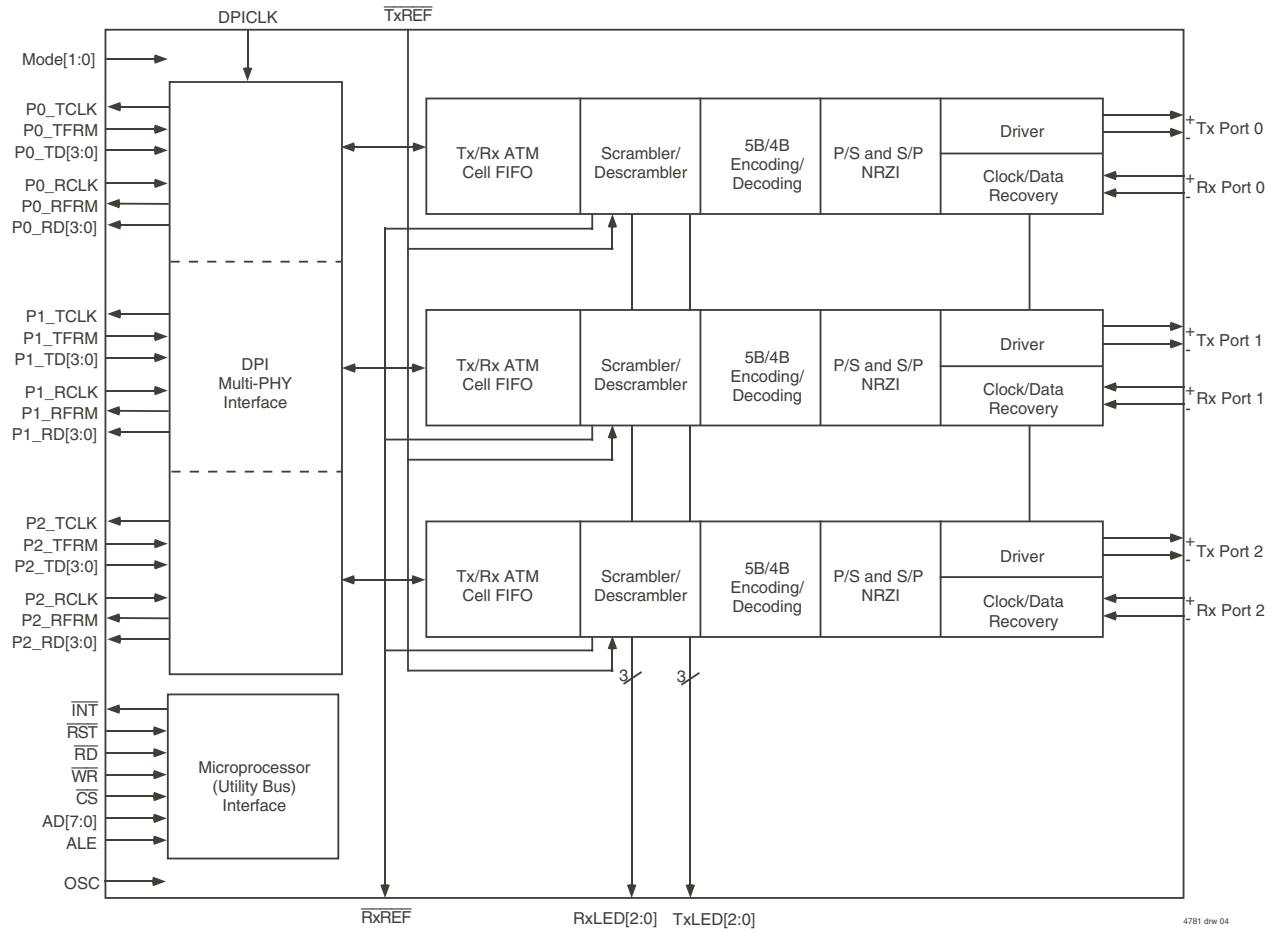 DPICLK
TxREF
Mode[1:0]
P0_TCLK
P0_TFRM
P0_TD[3:0]
P0_RCLK
P0_RFRM
P0_RD[3:0]
Tx/Rx ATM
Cell FIFO
Scrambler/
Descrambler
5B/4B
Encoding/
Decoding
P/S and S/P
NRZI
Driver
Clock/Data
Recovery
+
-
Tx Port 0
+
-
Rx Port 0
P1_TCLK
P1_TFRM
P1_TD[3:0]
P1_RCLK
P1_RFRM
P1_RD[3:0]
DPI
Multi-PHY
Interface
Tx/Rx ATM
Cell FIFO
Scrambler/
Descrambler
5B/4B
Encoding/
Decoding
P/S and S/P
NRZI
Driver
Clock/Data
Recovery
+
-
Tx Port 1
+
-
Rx Port 1
P2_TCLK
P2_TFRM
P2_TD[3:0]
P2_RCLK
P2_RFRM
P2_RD[3:0]
Tx/Rx ATM
Cell FIFO
Scrambler/
Descrambler
5B/4B
Encoding/
Decoding
P/S and S/P
NRZI
Driver
Clock/Data
Recovery
+
-
Tx Port 2
+
-
Rx Port 2
3
3
INT
RST
RD
WR
CS
AD[7:0]
ALE
Microprocessor
(Utility Bus)
Interface
OSC
RxREF
RxLED[2:0]
TxLED[2:0]
4781 drw 04